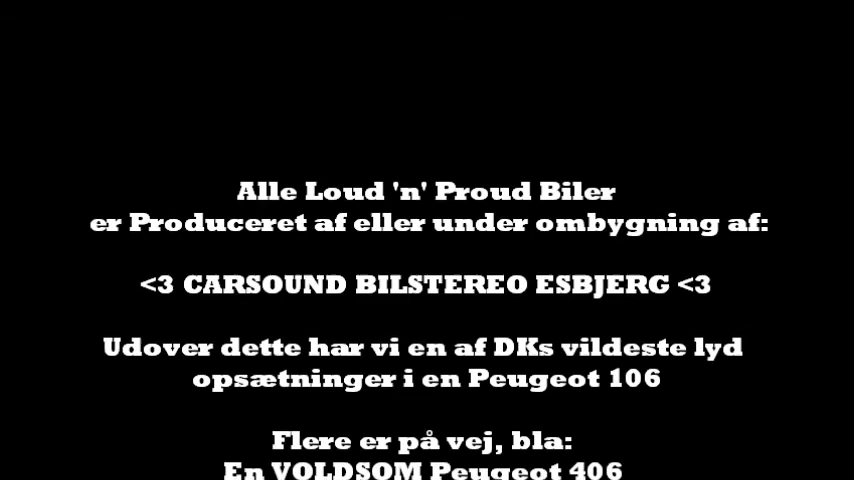 Alle Loud 'n' Proud Biler
er Produceret af eller under ombygning af:
<3 CARSOUND BILSTEREO ESBJERG <3
Udover dette har vi en af DKs vildeste lyd
opsætninger i en Peugeot 106
Flere er på vej, bla:
En VOLDSOM Peugeot 406